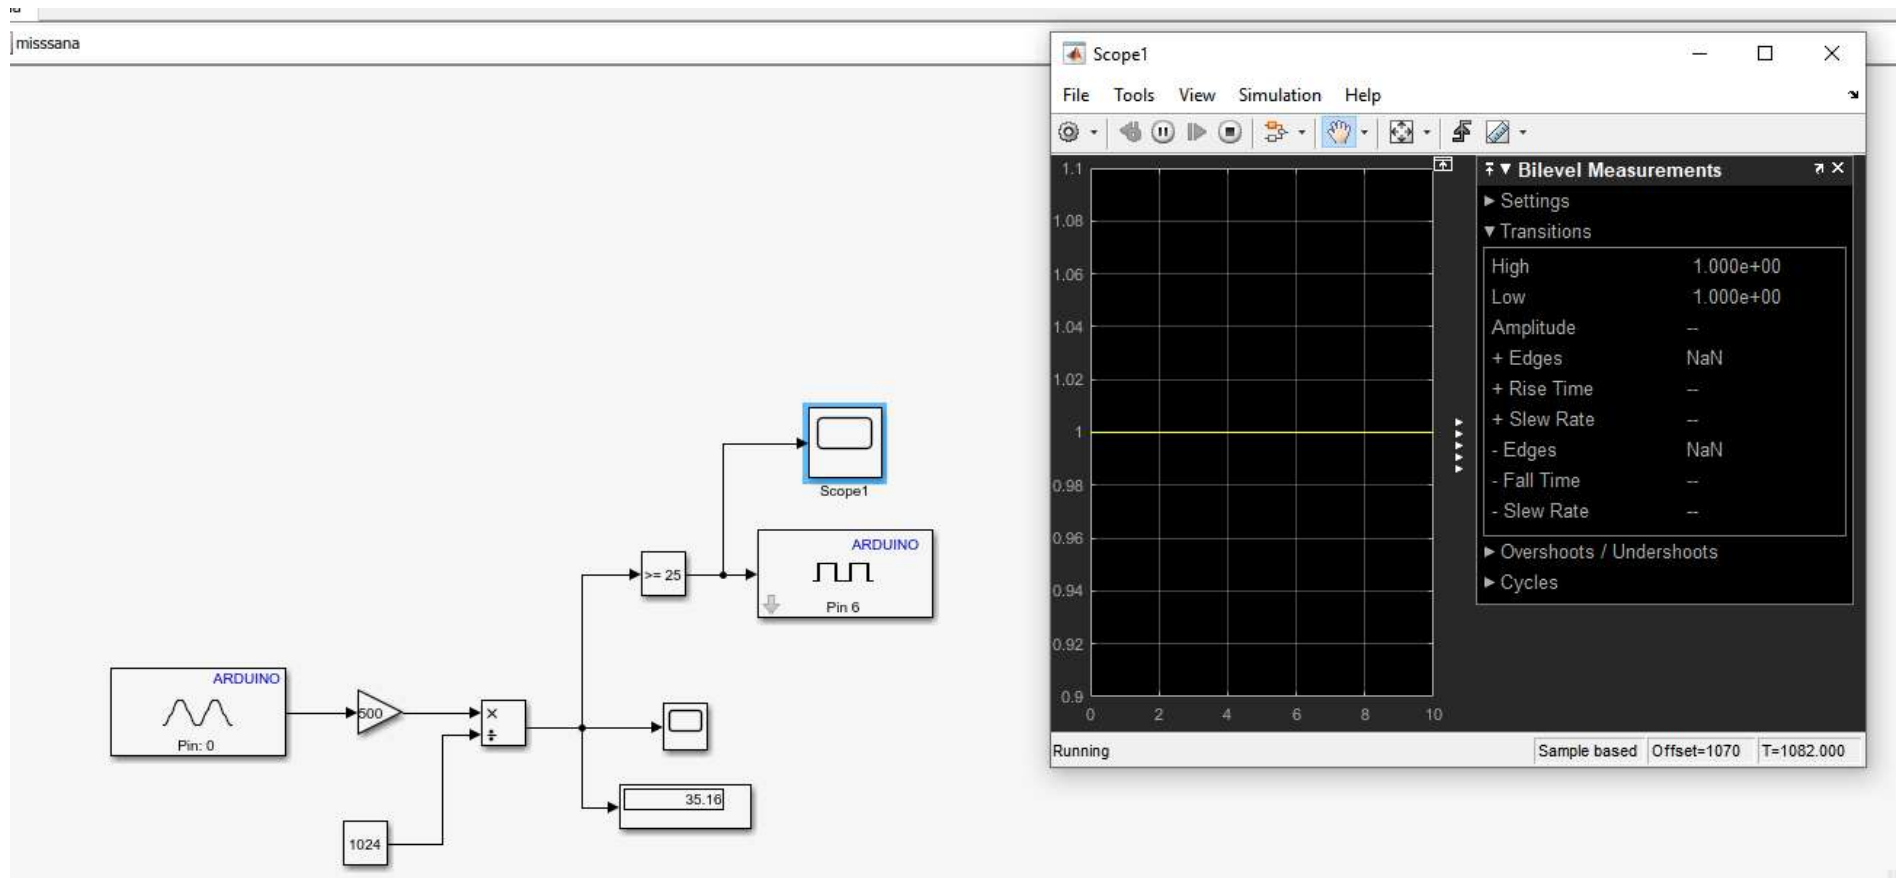 misssana
Scope1
File Tools View Simulation Help
1.1
1.08
1.06
1.04
1.02
1
0.98
0.96
0.94
0.92
0.9
0 2 4 6 8 10
Bilevel Measurements
Settings
Transitions
High 1.000e+00
Low 1.000e+00
Amplitude --
+ Edges NaN
+ Rise Time --
+ Slew Rate --
- Edges NaN
- Fall Time --
- Slew Rate --
Overshoots / Undershoots
Cycles
Running
Sample based Offset=1070 T=1082.000
Scope1
ARDUINO
Pin 6
>= 25
ARDUINO
Pin: 0
500
×
÷
35.16
1024